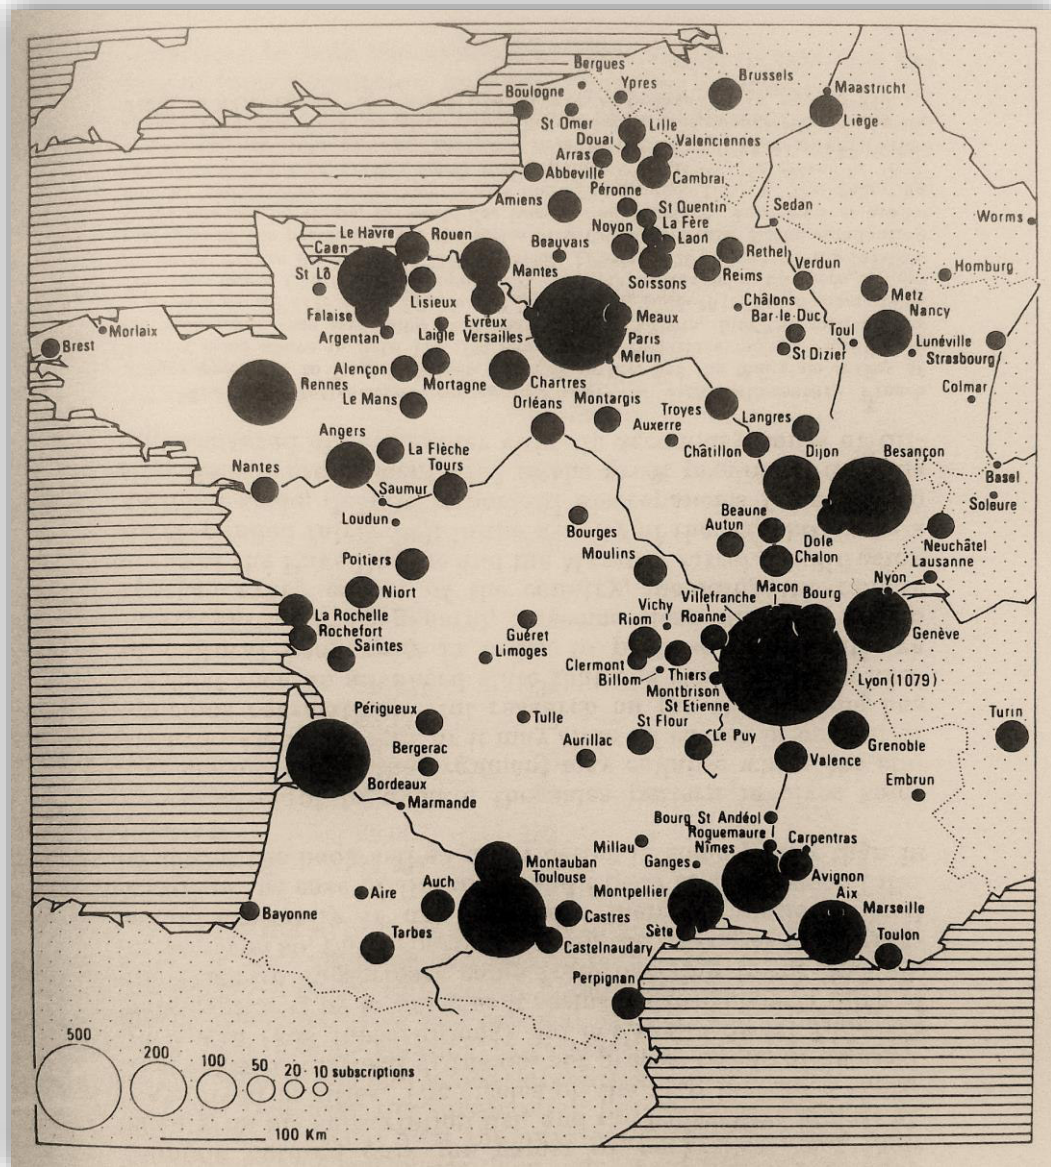 Bergues
Ypres
Brussels
Maastricht
Boulogne
St Omer
Lille
Liège
Douai
Valenciennes
Arras
Abbeville
Cambrai
Péronne
Amiens
St Quentin
Sedan
La Fère
Worms
Le Havre
Rouen
Noyon
Laon
Caen
Beauvais
Rethel
St Lô
Mantes
Soissons
Reims
Verdun
Homburg
Lisieux
Metz
Falaise
Châlons
Nancy
Evreux
Meaux
Bar-le-Duc
Morlaix
Argentan
Laigle
Versailles
Paris
Toul
Lunéville
Brest
Melun
St Dizier
Strasbourg
Alençon
Rennes
Mortagne
Chartres
Colmar
Le Mans
Orléans
Montargis
Troyes
Langres
Angers
Auxerre
La Flèche
Châtillon
Dijon
Besançon
Nantes
Tours
Basel
Saumur
Soleure
Loudun
Beaune
Bourges
Autun
Dole
Neuchâtel
Poitiers
Moulins
Chalon
Lausanne
Nyon
Macon
Niort
Villefranche
Bourg
Vichy
La Rochelle
Riom
Roanne
Rochefort
Guéret
Genève
Saintes
Limoges
Clermont
Thiers
Billom
Lyon (1079)
Montbrison
St Etienne
Périgueux
Tulle
St Flour
Turin
Le Puy
Bergerac
Aurillac
Grenoble
Valence
Bordeaux
Embrun
Marmande
Bourg St Andéol
Roquemaure
Carpentras
Millau
Nîmes
Montauban
Ganges
Avignon
Toulouse
Aire
Auch
Montpellier
Aix
Bayonne
Castres
Marseille
Tarbes
Sète
Toulon
Castelnaudary
Perpignan
500
200
100
50
20
10 subscriptions
100 Km